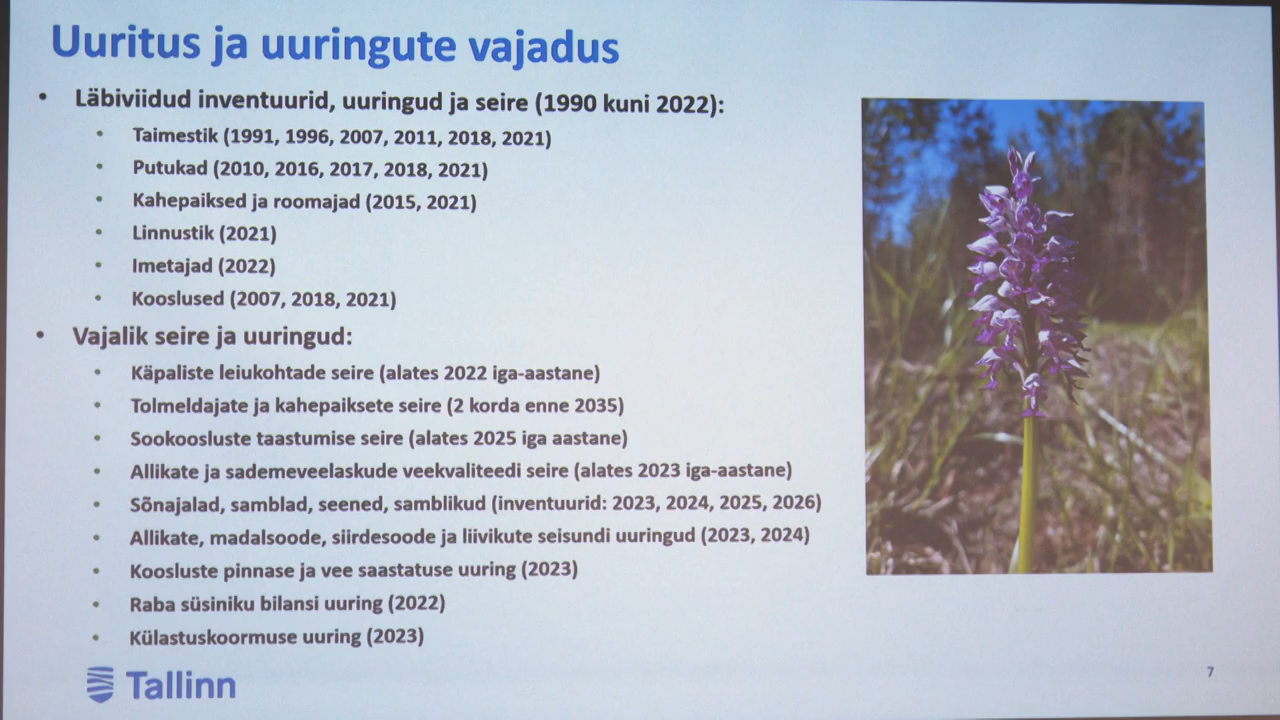 Uuritus ja uuringute vajadus
• Läbiviidud inventuurid, uuringud ja seire (1990 kuni 2022):
• Taimestik (1991, 1996, 2007, 2011, 2018, 2021)
• Putukad (2010, 2016, 2017, 2018, 2021)
• Kahepaiksed ja roomajad (2015, 2021)
• Linnustik (2021)
• Imetajad (2022)
• Kooslused (2007, 2018, 2021)
• Vajalik seire ja uuringud:
• Käpaliste leiukohtade seire (alates 2022 iga-aastane)
• Tolmeldajate ja kahepaiksete seire (2 korda enne 2035)
• Sookoosluste taastumise seire (alates 2025 iga aastane)
• Allikate ja sademeveelaskude veekvaliteedi seire (alates 2023 iga-aastane)
• Sõnajalad, samblad, seened, samblikud (inventuurid: 2023, 2024, 2025, 2026)
• Allikate, madalsoode, siirdesoode ja liivikute seisundi uuringud (2023, 2024)
• Koosluste pinnase ja vee saastatuse uuring (2023)
• Raba süsiniku bilansi uuring (2022)
• Külastuskoormuse uuring (2023)
Tallinn
7